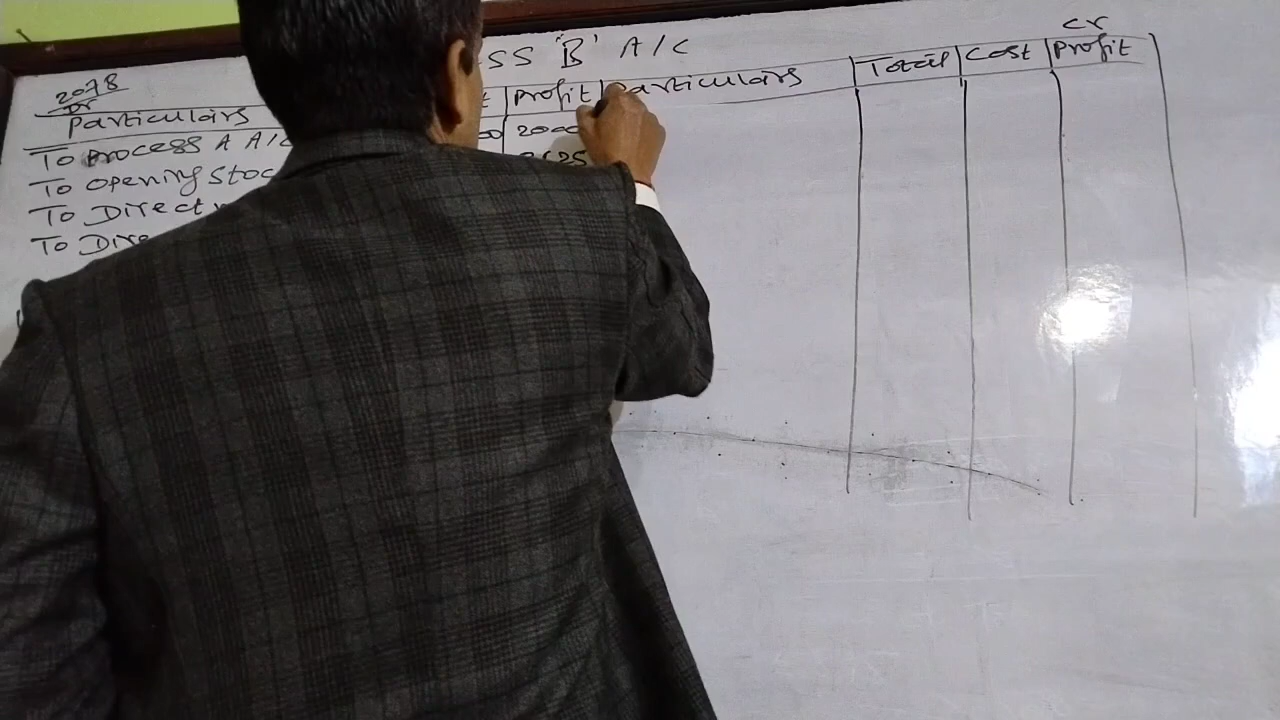 SS 'B' A/C
2078
Dr
Cr
Particulars Profit Particulars Total Cost Profit
To Process A A/C 2000
To Opening Stoc
To Direct
To Dire